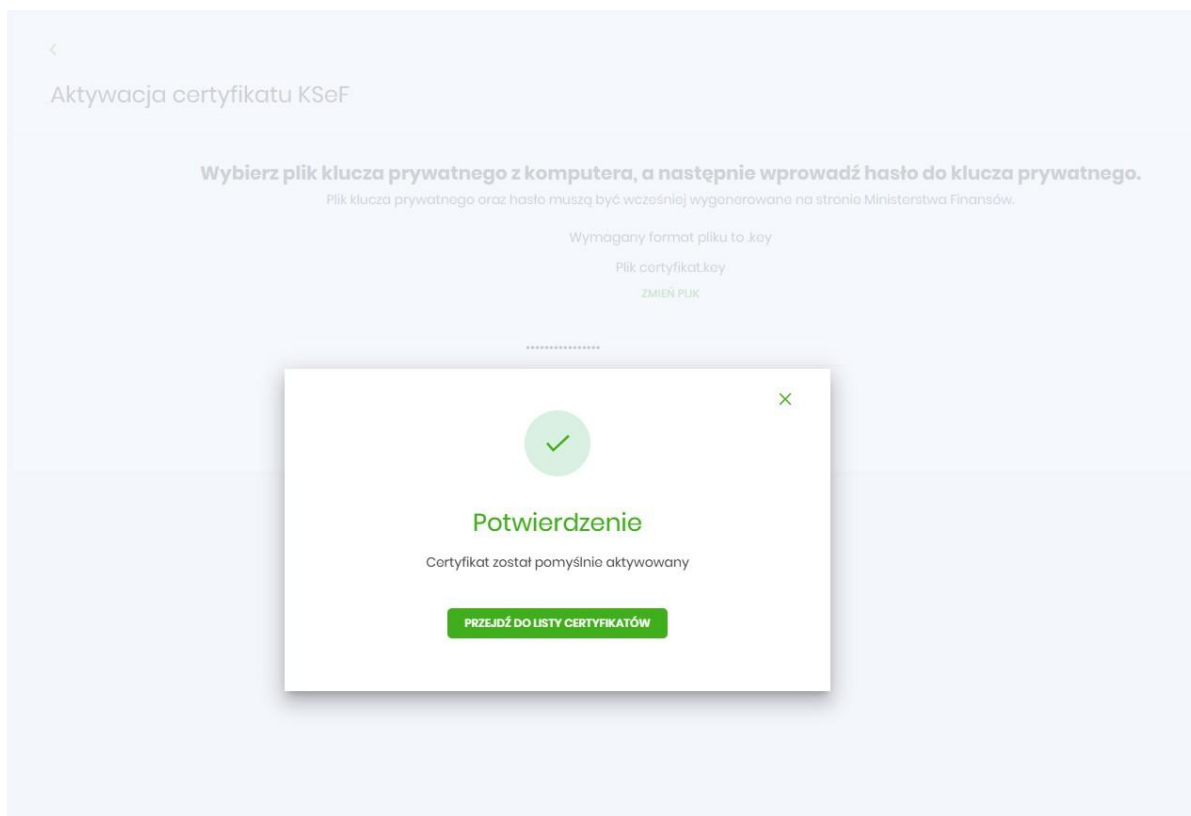 Aktywacja certyfikatu KSeF
Wybierz plik klucza prywatnego z komputera, a następnie wprowadź hasło do klucza prywatnego.
Plik klucza prywatnego oraz hasło muszą być wcześniej wygenerowane na stronie Ministerstwa Finansów.
Wymagany format pliku to .key
Plik certyfikat.key
ZMIEŃ PLIK
••••••••••••••••
Potwierdzenie
Certyfikat został pomyślnie aktywowany
PRZEJDŹ DO LISTY CERTYFIKATÓW